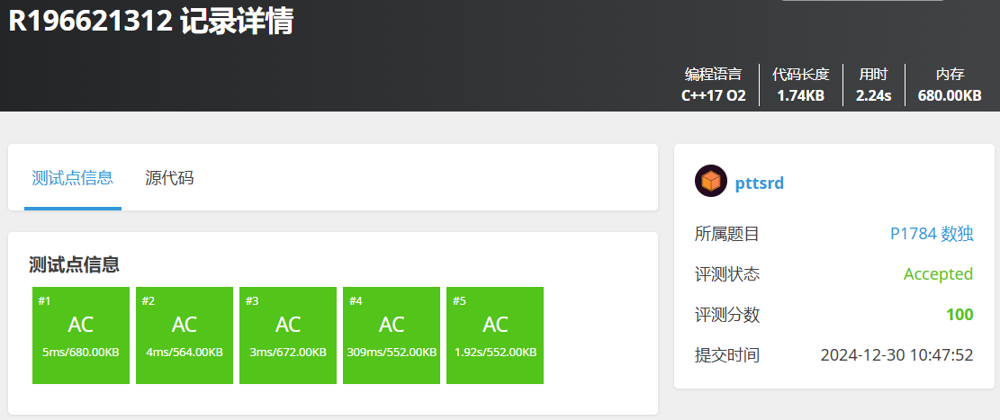 R196621312 记录详情
编程语言 代码长度 用时 内存
C++17 O2 1.74KB 2.24s 680.00KB
测试点信息 源代码
测试点信息
#1 #2 #3 #4 #5
AC AC AC AC AC
5ms/680.00KB 4ms/564.00KB 3ms/672.00KB 309ms/552.00KB 1.92s/552.00KB
pttsrd
所属题目 P1784 数独
评测状态 Accepted
评测分数 100
提交时间 2024-12-30 10:47:52